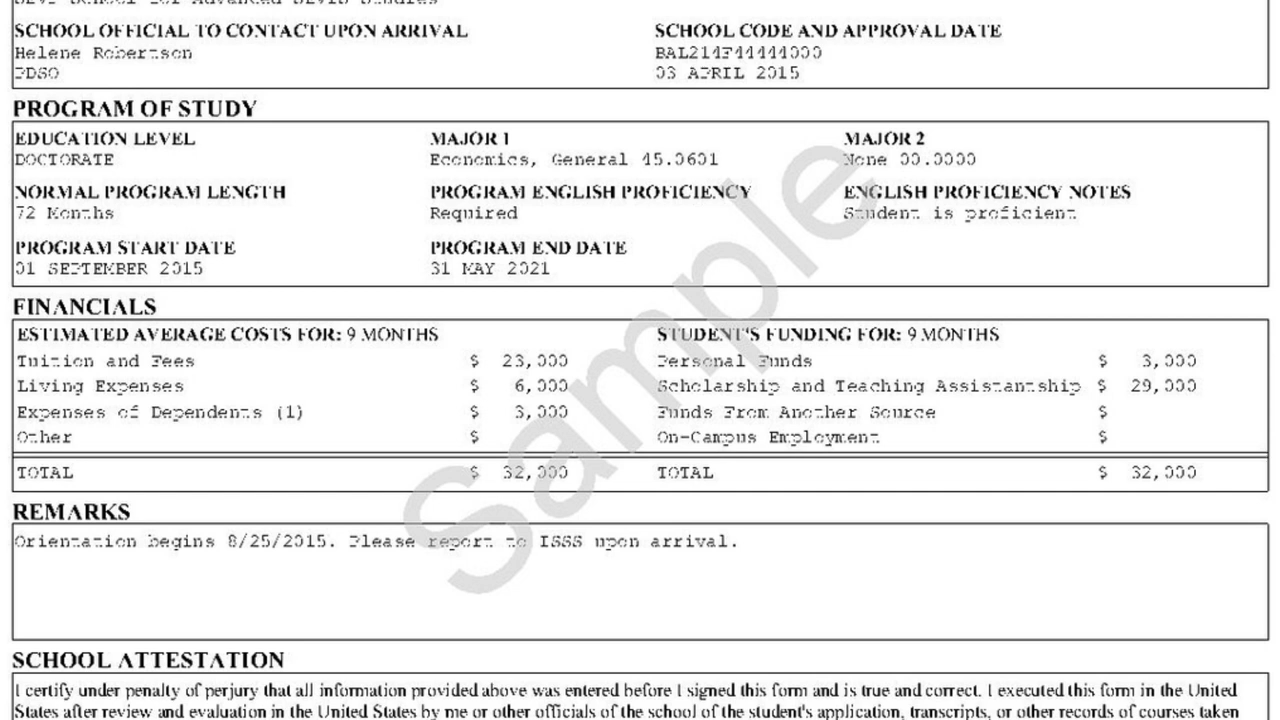 SEVP School for Advanced SEVIS Studies
SCHOOL OFFICIAL TO CONTACT UPON ARRIVAL
Helene Robertson
PDSO
SCHOOL CODE AND APPROVAL DATE
BAL214F44444000
03 APRIL 2015
PROGRAM OF STUDY
EDUCATION LEVEL
DOCTORATE
MAJOR 1
Economics, General 45.0601
MAJOR 2
None 00.0000
NORMAL PROGRAM LENGTH
72 Months
PROGRAM ENGLISH PROFICIENCY
Required
ENGLISH PROFICIENCY NOTES
Student is proficient
PROGRAM START DATE
01 SEPTEMBER 2015
PROGRAM END DATE
31 MAY 2021
FINANCIALS
ESTIMATED AVERAGE COSTS FOR: 9 MONTHS
Tuition and Fees $ 23,000
Living Expenses $ 6,000
Expenses of Dependents (1) $ 3,000
Other $
TOTAL $ 32,000
STUDENT'S FUNDING FOR: 9 MONTHS
Personal Funds $ 3,000
Scholarship and Teaching Assistantship $ 29,000
Funds From Another Source $
On-Campus Employment $
TOTAL $ 32,000
REMARKS
Orientation begins 8/25/2015. Please report to ISSS upon arrival.
SCHOOL ATTESTATION
I certify under penalty of perjury that all information provided above was entered before I signed this form and is true and correct. I executed this form in the United
States after review and evaluation in the United States by me or other officials of the school of the student's application, transcripts, or other records of courses taken
Sample